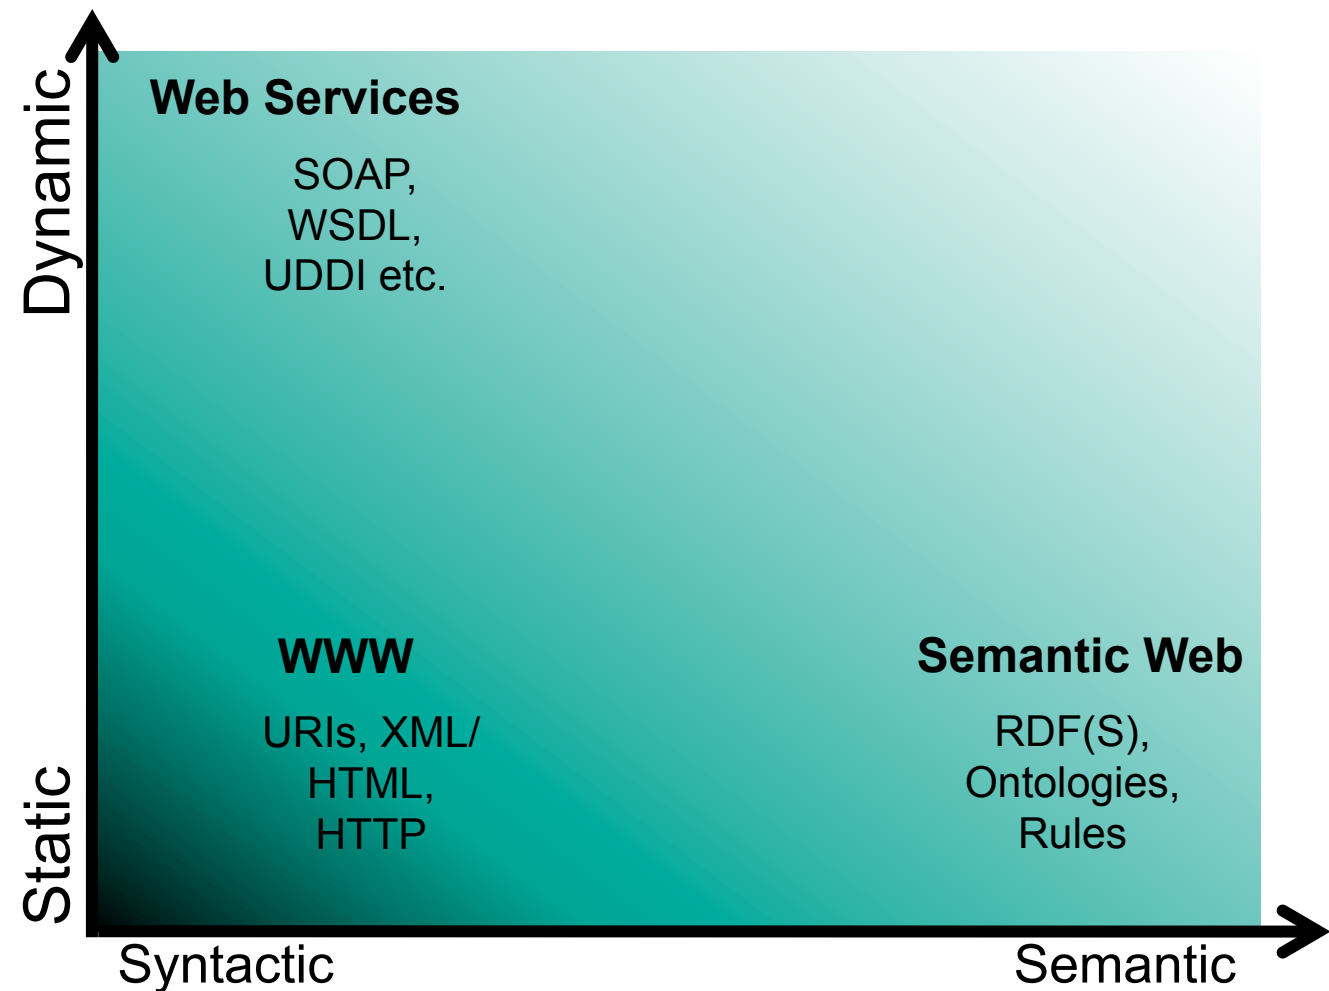 Dynamic
Web Services
SOAP,
WSDL,
UDDI etc.
Static
WWW
URIs, XML/
HTML,
HTTP
Semantic Web
RDF(S),
Ontologies,
Rules
Syntactic
Semantic